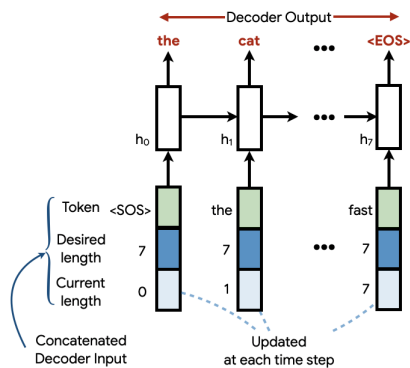 Decoder Output
the cat ••• <EOS>
h0 h1 ••• h7
Token <SOS> the fast
Desired
length 7 7 ••• 7
Current
length 0 1 7
Concatenated
Decoder Input
Updated
at each time step